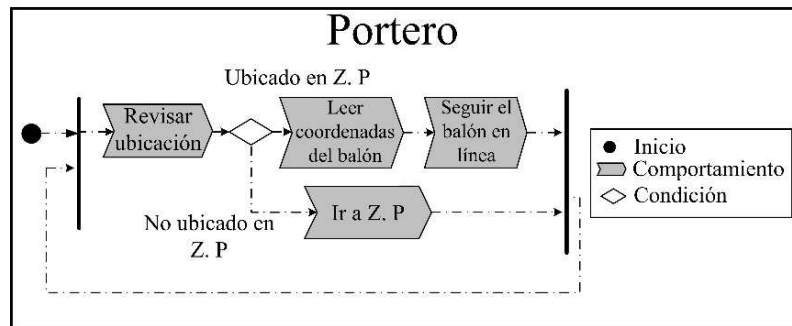 Portero
Ubicado en Z. P
Revisar
ubicación
Leer
coordenadas
del balón
Seguir el
balón en
línca
No ubicado en
Z. P
Ir a Z. P
Inicio
Comportamiento
Condición